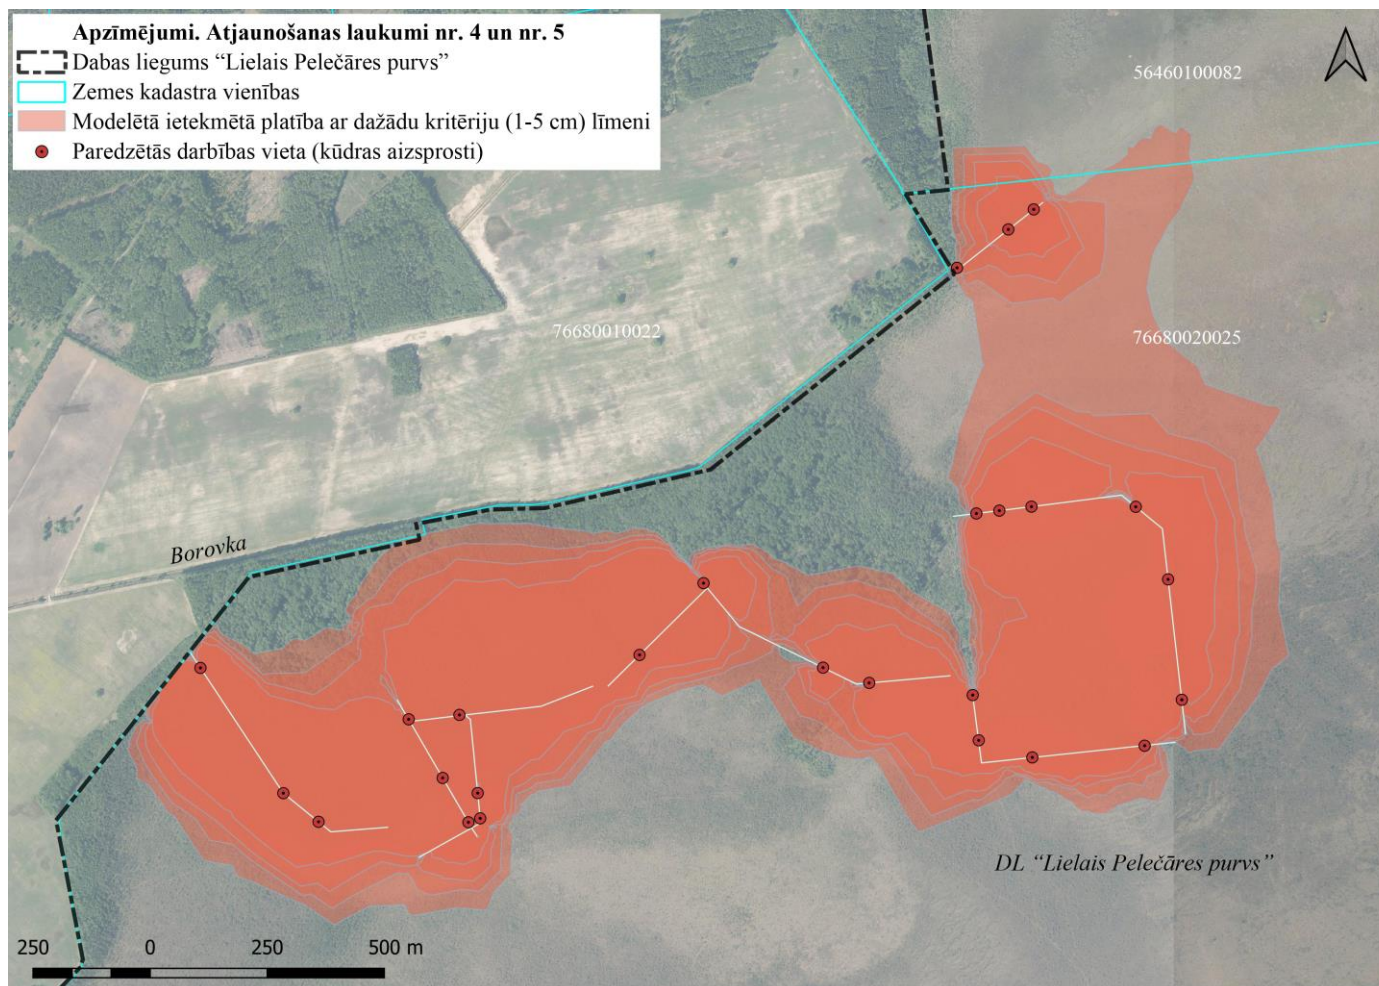 Apzīmējumi. Atjaunošanas laukumi nr. 4 un nr. 5
Dabas liegums “Lielais Pelečāres purvs”
Zemes kadastra vienības
Modelētā ietekmētā platība ar dažādu kritēriju (1-5 cm) līmeni
Paredzētās darbības vieta (kūdras aizsprosti)
56460100082
76680010022
76680020025
Borovka
DL “Lielais Pelečāres purvs”
250 0 250 500 m